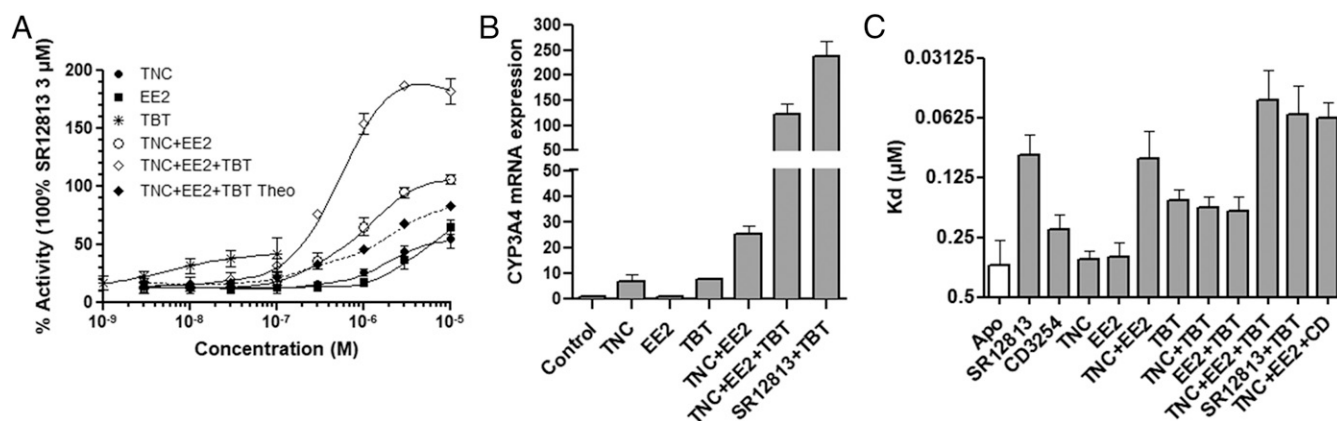 A
% Activity (100% SR12813 3 µM)
200
150
100
50
0
TNC
EE2
TBT
TNC+EE2
TNC+EE2+TBT
TNC+EE2+TBT Theo
10-9
10-8
10-7
10-6
10-5
Concentration (M)
B
CYP3A4 mRNA expression
300
250
200
150
100
50
50
40
30
20
10
0
Control
TNC
EE2
TBT
TNC+EE2
TNC+EE2+TBT
SR12813+TBT
C
Kd (µM)
0.03125
0.0625
0.125
0.25
0.5
Apo
SR12813
CD3254
TNC
EE2
TNC+EE2
TBT
TNC+TBT
EE2+TBT
TNC+EE2+TBT
SR12813+TBT
TNC+EE2+CD